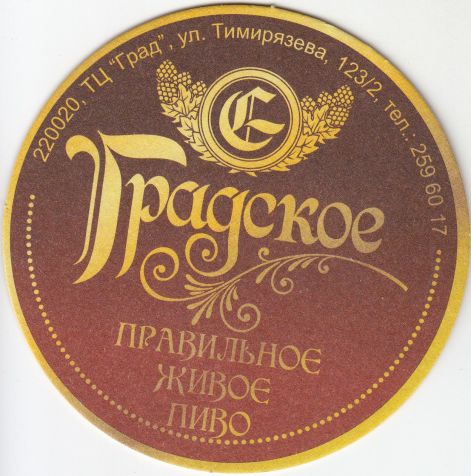 220020, ТЦ "Град", ул. Тимирязева, 123/2, тел.: 259 60 17
С
Градское
ПРАВИЛЬНОЕ
ЖИВОЕ
ПИВО